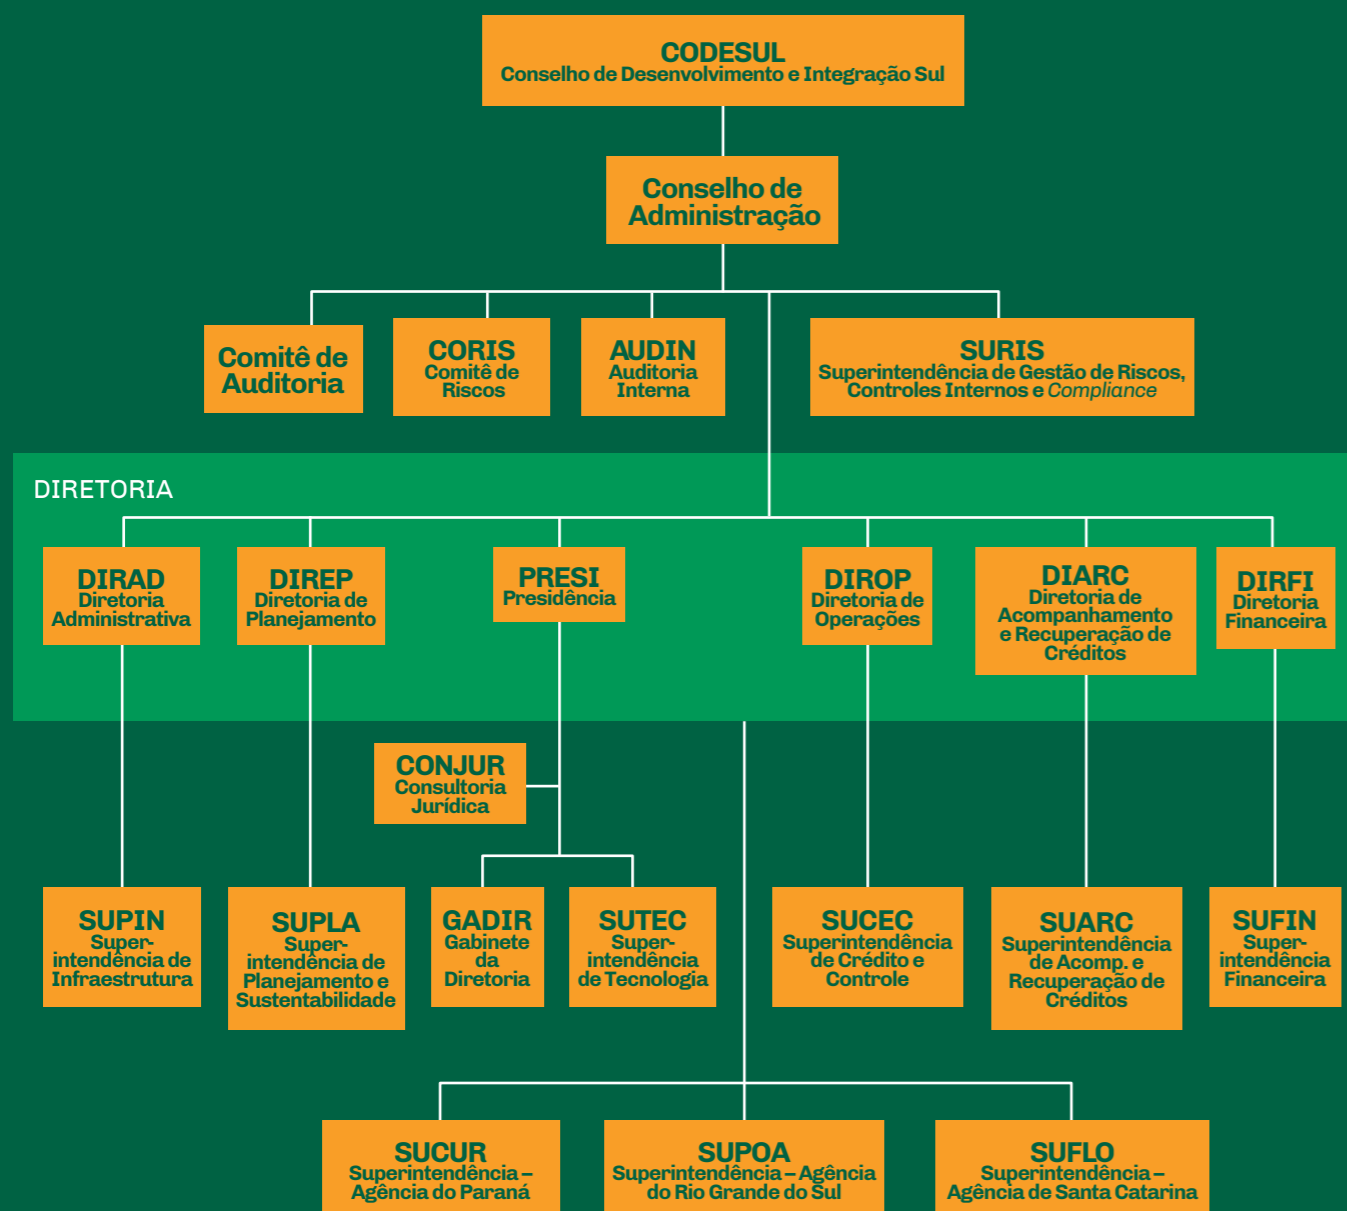 CODESUL
Conselho de Desenvolvimento e Integração Sul
Conselho de
Administração
Comitê de
Auditoria
CORIS
Comitê de
Riscos
AUDIN
Auditoria
Interna
SURIS
Superintendência de Gestão de Riscos,
Controles Internos e Compliance
DIRETORIA
DIRAD
Diretoria
Administrativa
DIREP
Diretoria de
Planejamento
PRESI
Presidência
DIROP
Diretoria de
Operações
DIARC
Diretoria de
Acompanhamento
e Recuperação de
Créditos
DIRFI
Diretoria
Financeira
CONJUR
Consultoria
Jurídica
SUPIN
Super-
intendência de
Infraestrutura
SUPLA
Super-
intendência de
Planejamento e
Sustentabilidade
GADIR
Gabinete
da
Diretoria
SUTEC
Super-
intendência
de Tecnologia
SUCEC
Superintendência
de Crédito e
Controle
SUARC
Superintendência
de Acomp. e
Recuperação de
Créditos
SUFIN
Super-
intendência
Financeira
SUCUR
Superintendência –
Agência do Paraná
SUPOA
Superintendência – Agência
do Rio Grande do Sul
SUFLO
Superintendência –
Agência de Santa Catarina